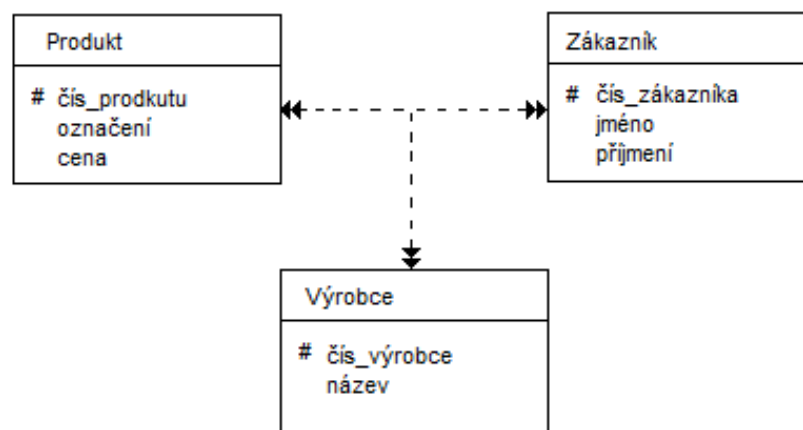 Produkt
# čís_prodkutu
označení
cena
Zákazník
# čís_zákazníka
jméno
příjmení
Výrobce
# čís_výrobce
název